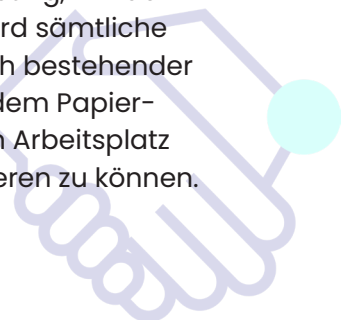 rd sämtliche
h bestehender
dem Papier-
n Arbeitsplatz
eren zu können.